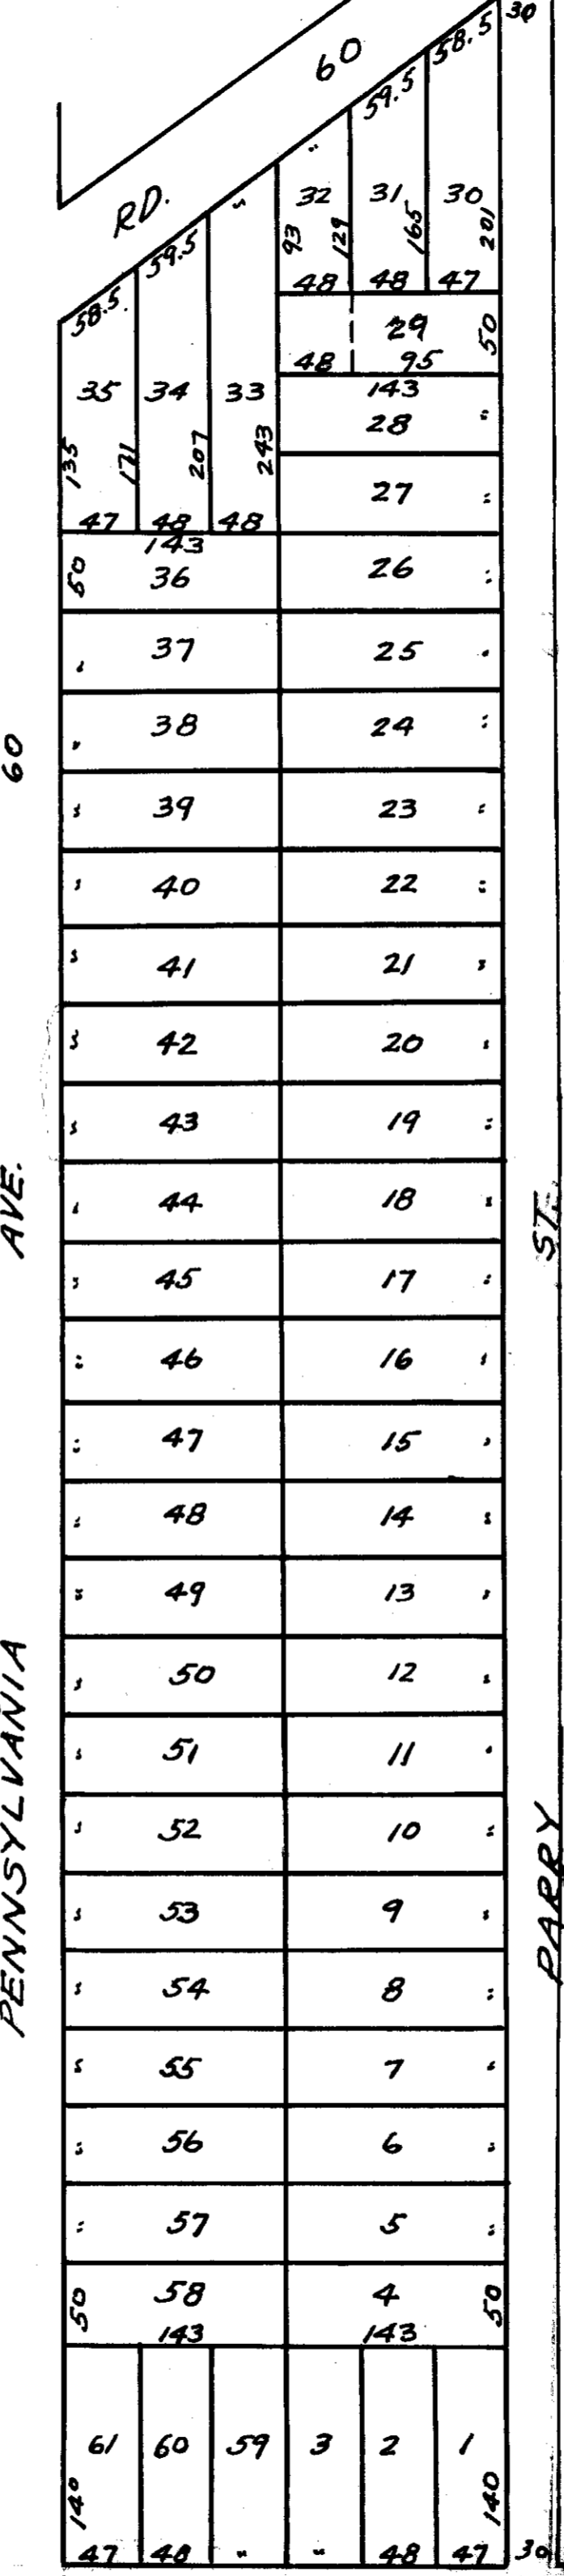 30
60
58.5
59.5
"
RD.
"
59.5
58.5
32 31 30
93 129 165 201
48 48 47
29 50
48 95
35 34 33
143
28 "
135 171 207 243
27 "
47 48 48
143
50 36 26 "
" 37 25 "
" 38 24 "
60
" 39 23 "
" 40 22 "
" 41 21 "
" 42 20 "
" 43 19 "
" 44 18 "
AVE.
ST.
" 45 17 "
" 46 16 "
" 47 15 "
" 48 14 "
" 49 13 "
" 50 12 "
" 51 11 "
PENNSYLVANIA
" 52 10 "
PARRY
" 53 9 "
" 54 8 "
" 55 7 "
" 56 6 "
" 57 5 "
50 58 4 50
143 143
61 60 59 3 2 1
140 140
47 48 " " 48 47 30